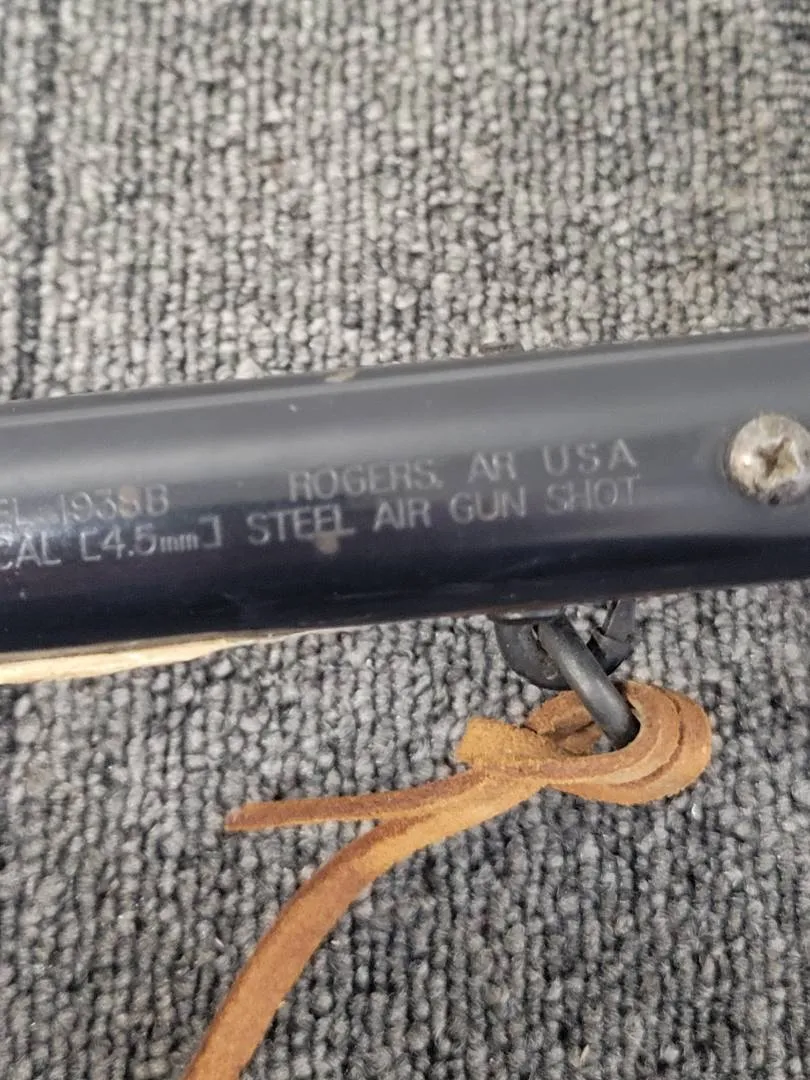 EL 1938B ROGERS, AR USA
CAL [4.5mm] STEEL AIR GUN SHOT